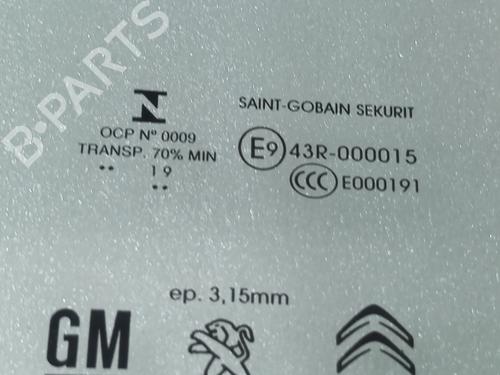 B-PARTS
SAINT-GOBAIN SEKURIT
OCP Nº 0009
TRANSP. 70% MIN
.. 19
..
E9 43R-000015
CCC E000191
ep. 3,15mm
GM